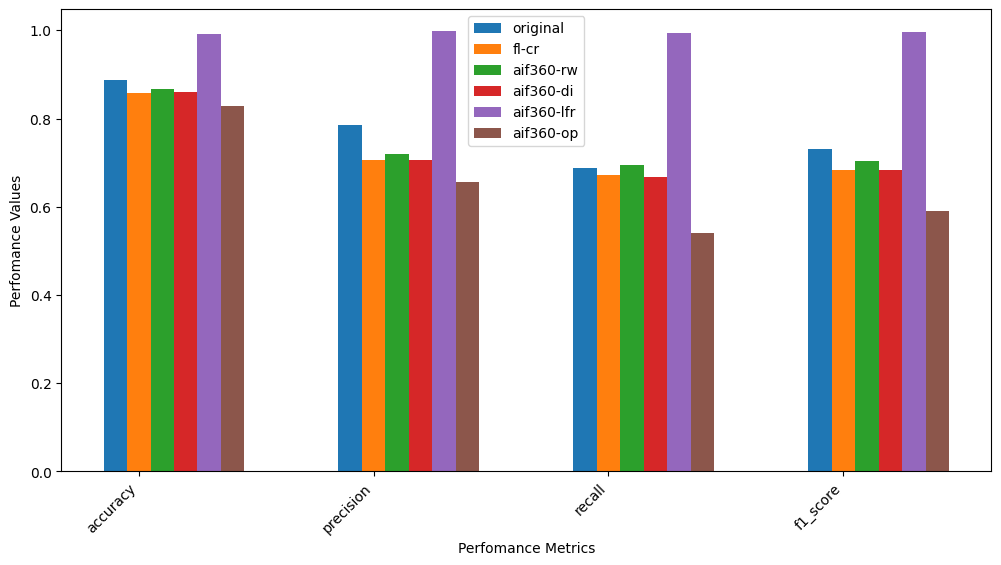 original
fl-cr
aif360-rw
aif360-di
aif360-lfr
aif360-op
1.0
0.8
0.6
0.4
0.2
0.0
Perfomance Values
accuracy
precision
recall
f1_score
Perfomance Metrics